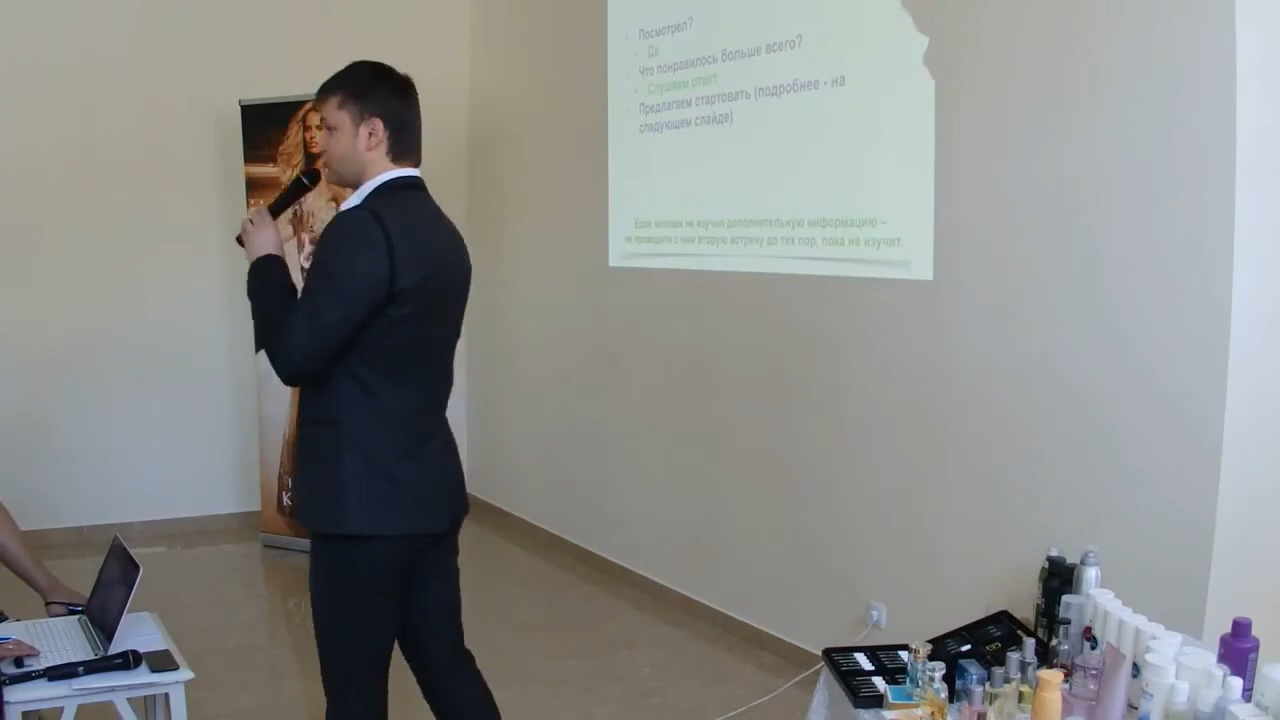 Посмотрел?
Да
Что понравилось больше всего?
Слушаем ответ
Предлагаем стартовать (подробнее - на
следующем слайде)
Если человек не изучил дополнительную информацию –
не проводите с ним вторую встречу до тех пор, пока не изучит.
K